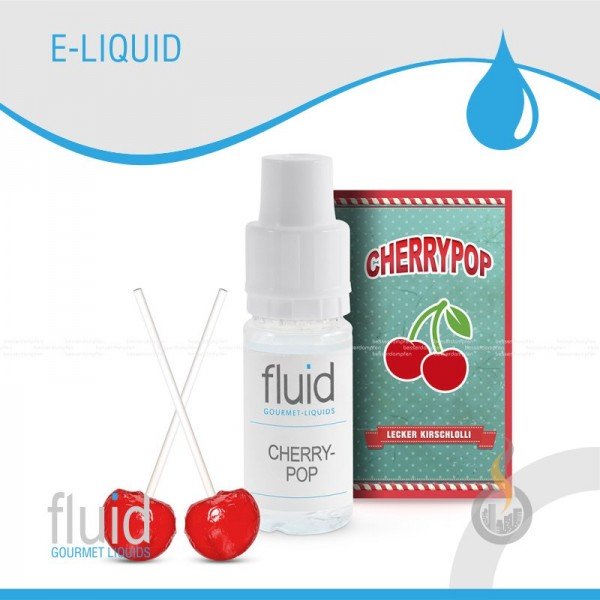 E-LIQUID
CHERRYPOP
LECKER KIRSCHLOLLI
fluid
GOURMET-LIQUIDS
CHERRY-
POP
fluid
GOURMET LIQUIDS